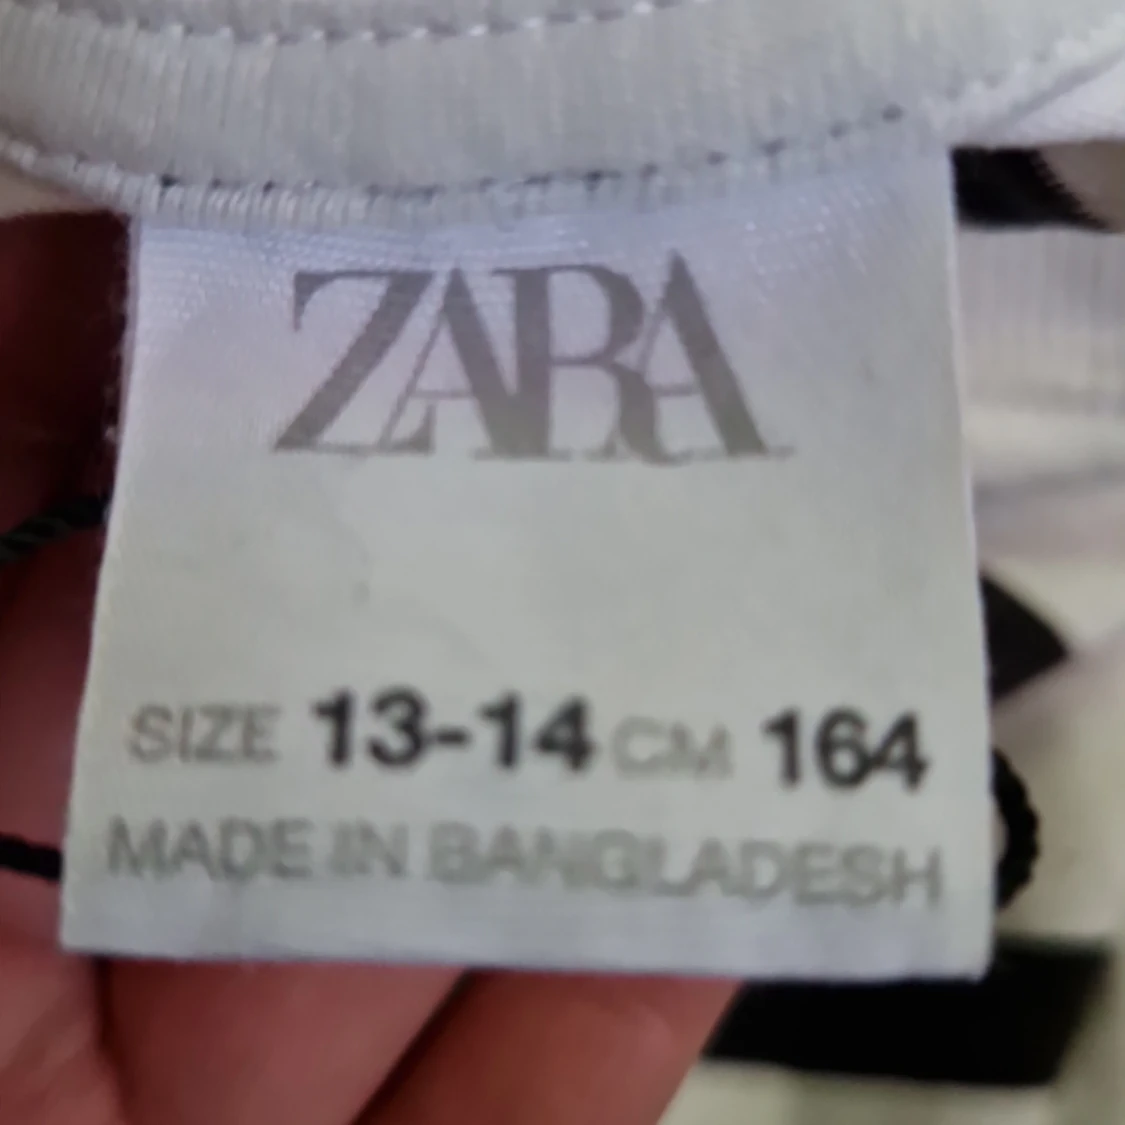 ZARA
SIZE 13-14 CM 164
MADE IN BANGLADESH